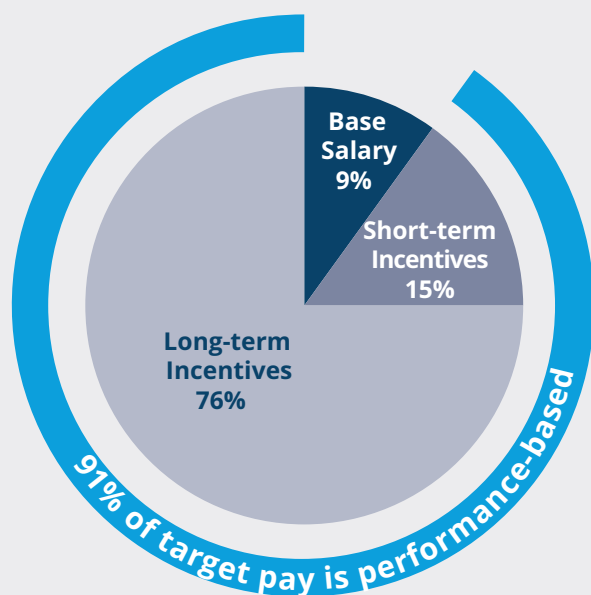 Base
Salary
9%
Short-term
Incentives
15%
Long-term
Incentives
76%
91% of target pay is performance-based